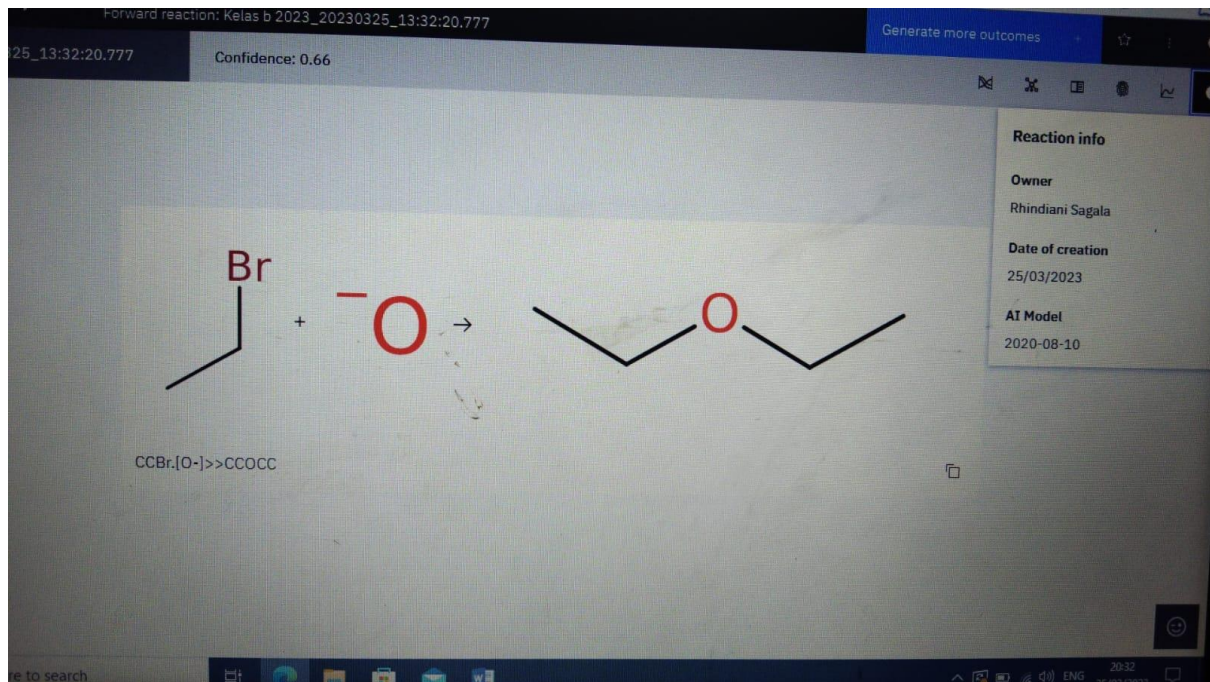 Forward reaction: Kelas b 2023_20230325_13:32:20.777
Generate more outcomes +
325_13:32:20.777
Confidence: 0.66
Reaction info
Owner
Rhindiani Sagala
Date of creation
25/03/2023
AI Model
2020-08-10
Br
+ −O → O
CCBr.[O-]>>CCOCC
re to search
ENG
20:32